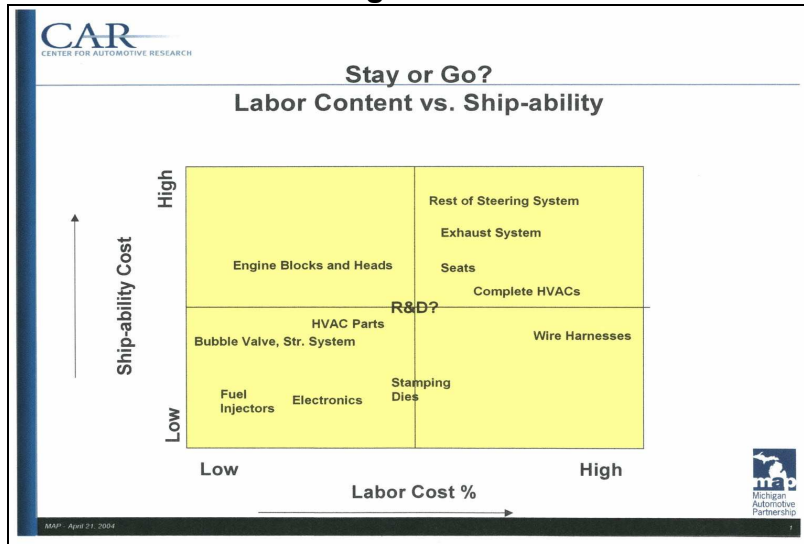 CAR
CENTER FOR AUTOMOTIVE RESEARCH
Stay or Go?
Labor Content vs. Ship-ability
High
Ship-ability Cost
Low
Rest of Steering System
Exhaust System
Engine Blocks and Heads
Seats
Complete HVACs
R&D?
HVAC Parts
Wire Harnesses
Bubble Valve, Str. System
Stamping
Dies
Fuel
Injectors
Electronics
Low
High
Labor Cost %
map
Michigan
Automotive
Partnership
MAP - April 21, 2004
1